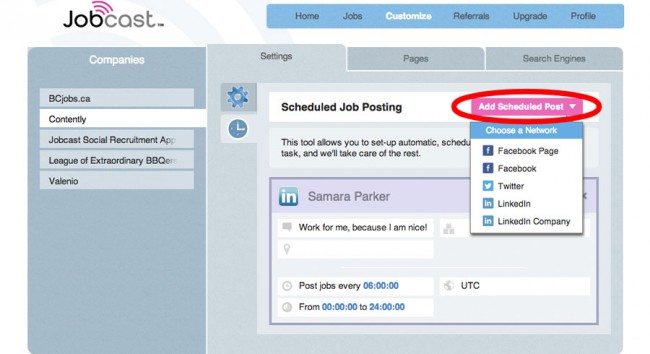 Jobcast™
Home Jobs Customize Referrals Upgrade Profile
Companies
Settings Pages Search Engines
BCjobs.ca
Contently
Jobcast Social Recruitment App
League of Extraordinary BBQers
Valenio
Scheduled Job Posting
Add Scheduled Post
This tool allows you to set-up automatic, schedu
task, and we'll take care of the rest.
Choose a Network
Facebook Page
Facebook
Twitter
LinkedIn
LinkedIn Company
in Samara Parker
Work for me, because I am nice!
Post jobs every 06:00:00
UTC
From 00:00:00 to 24:00:00